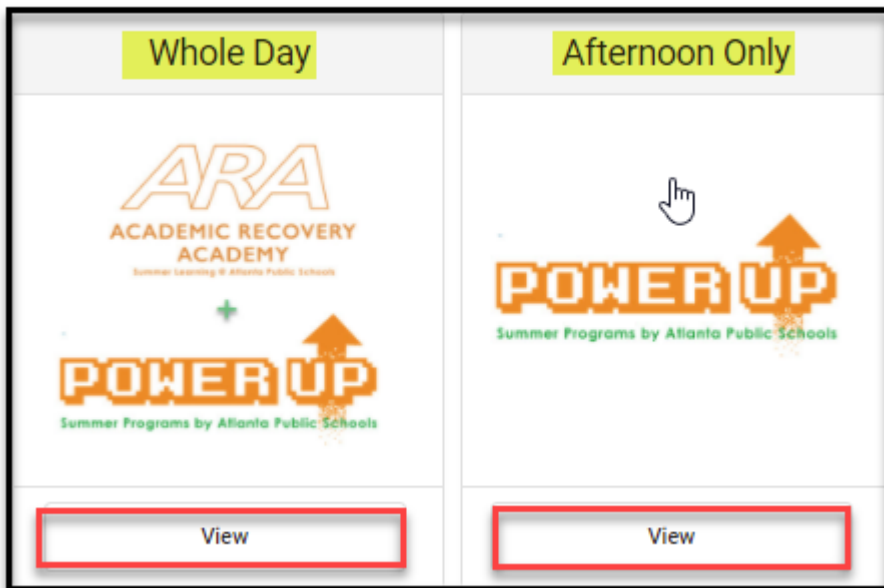 Whole Day
ARA
ACADEMIC RECOVERY
ACADEMY
Summer Learning @ Atlanta Public Schools
+
POWER UP
Summer Programs by Atlanta Public Schools
View
Afternoon Only
POWER UP
Summer Programs by Atlanta Public Schools
View